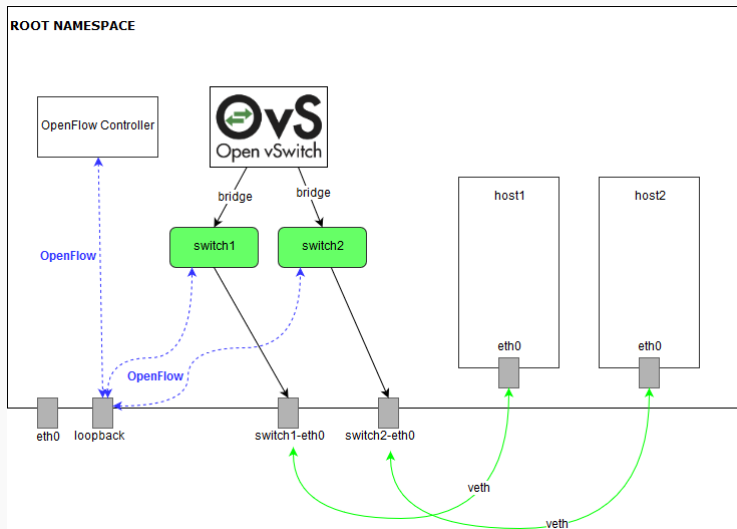 ROOT NAMESPACE
OpenFlow Controller
OvS
Open vSwitch
bridge
bridge
host1
host2
switch1
switch2
OpenFlow
OpenFlow
eth0
eth0
eth0
loopback
switch1-eth0
switch2-eth0
veth
veth